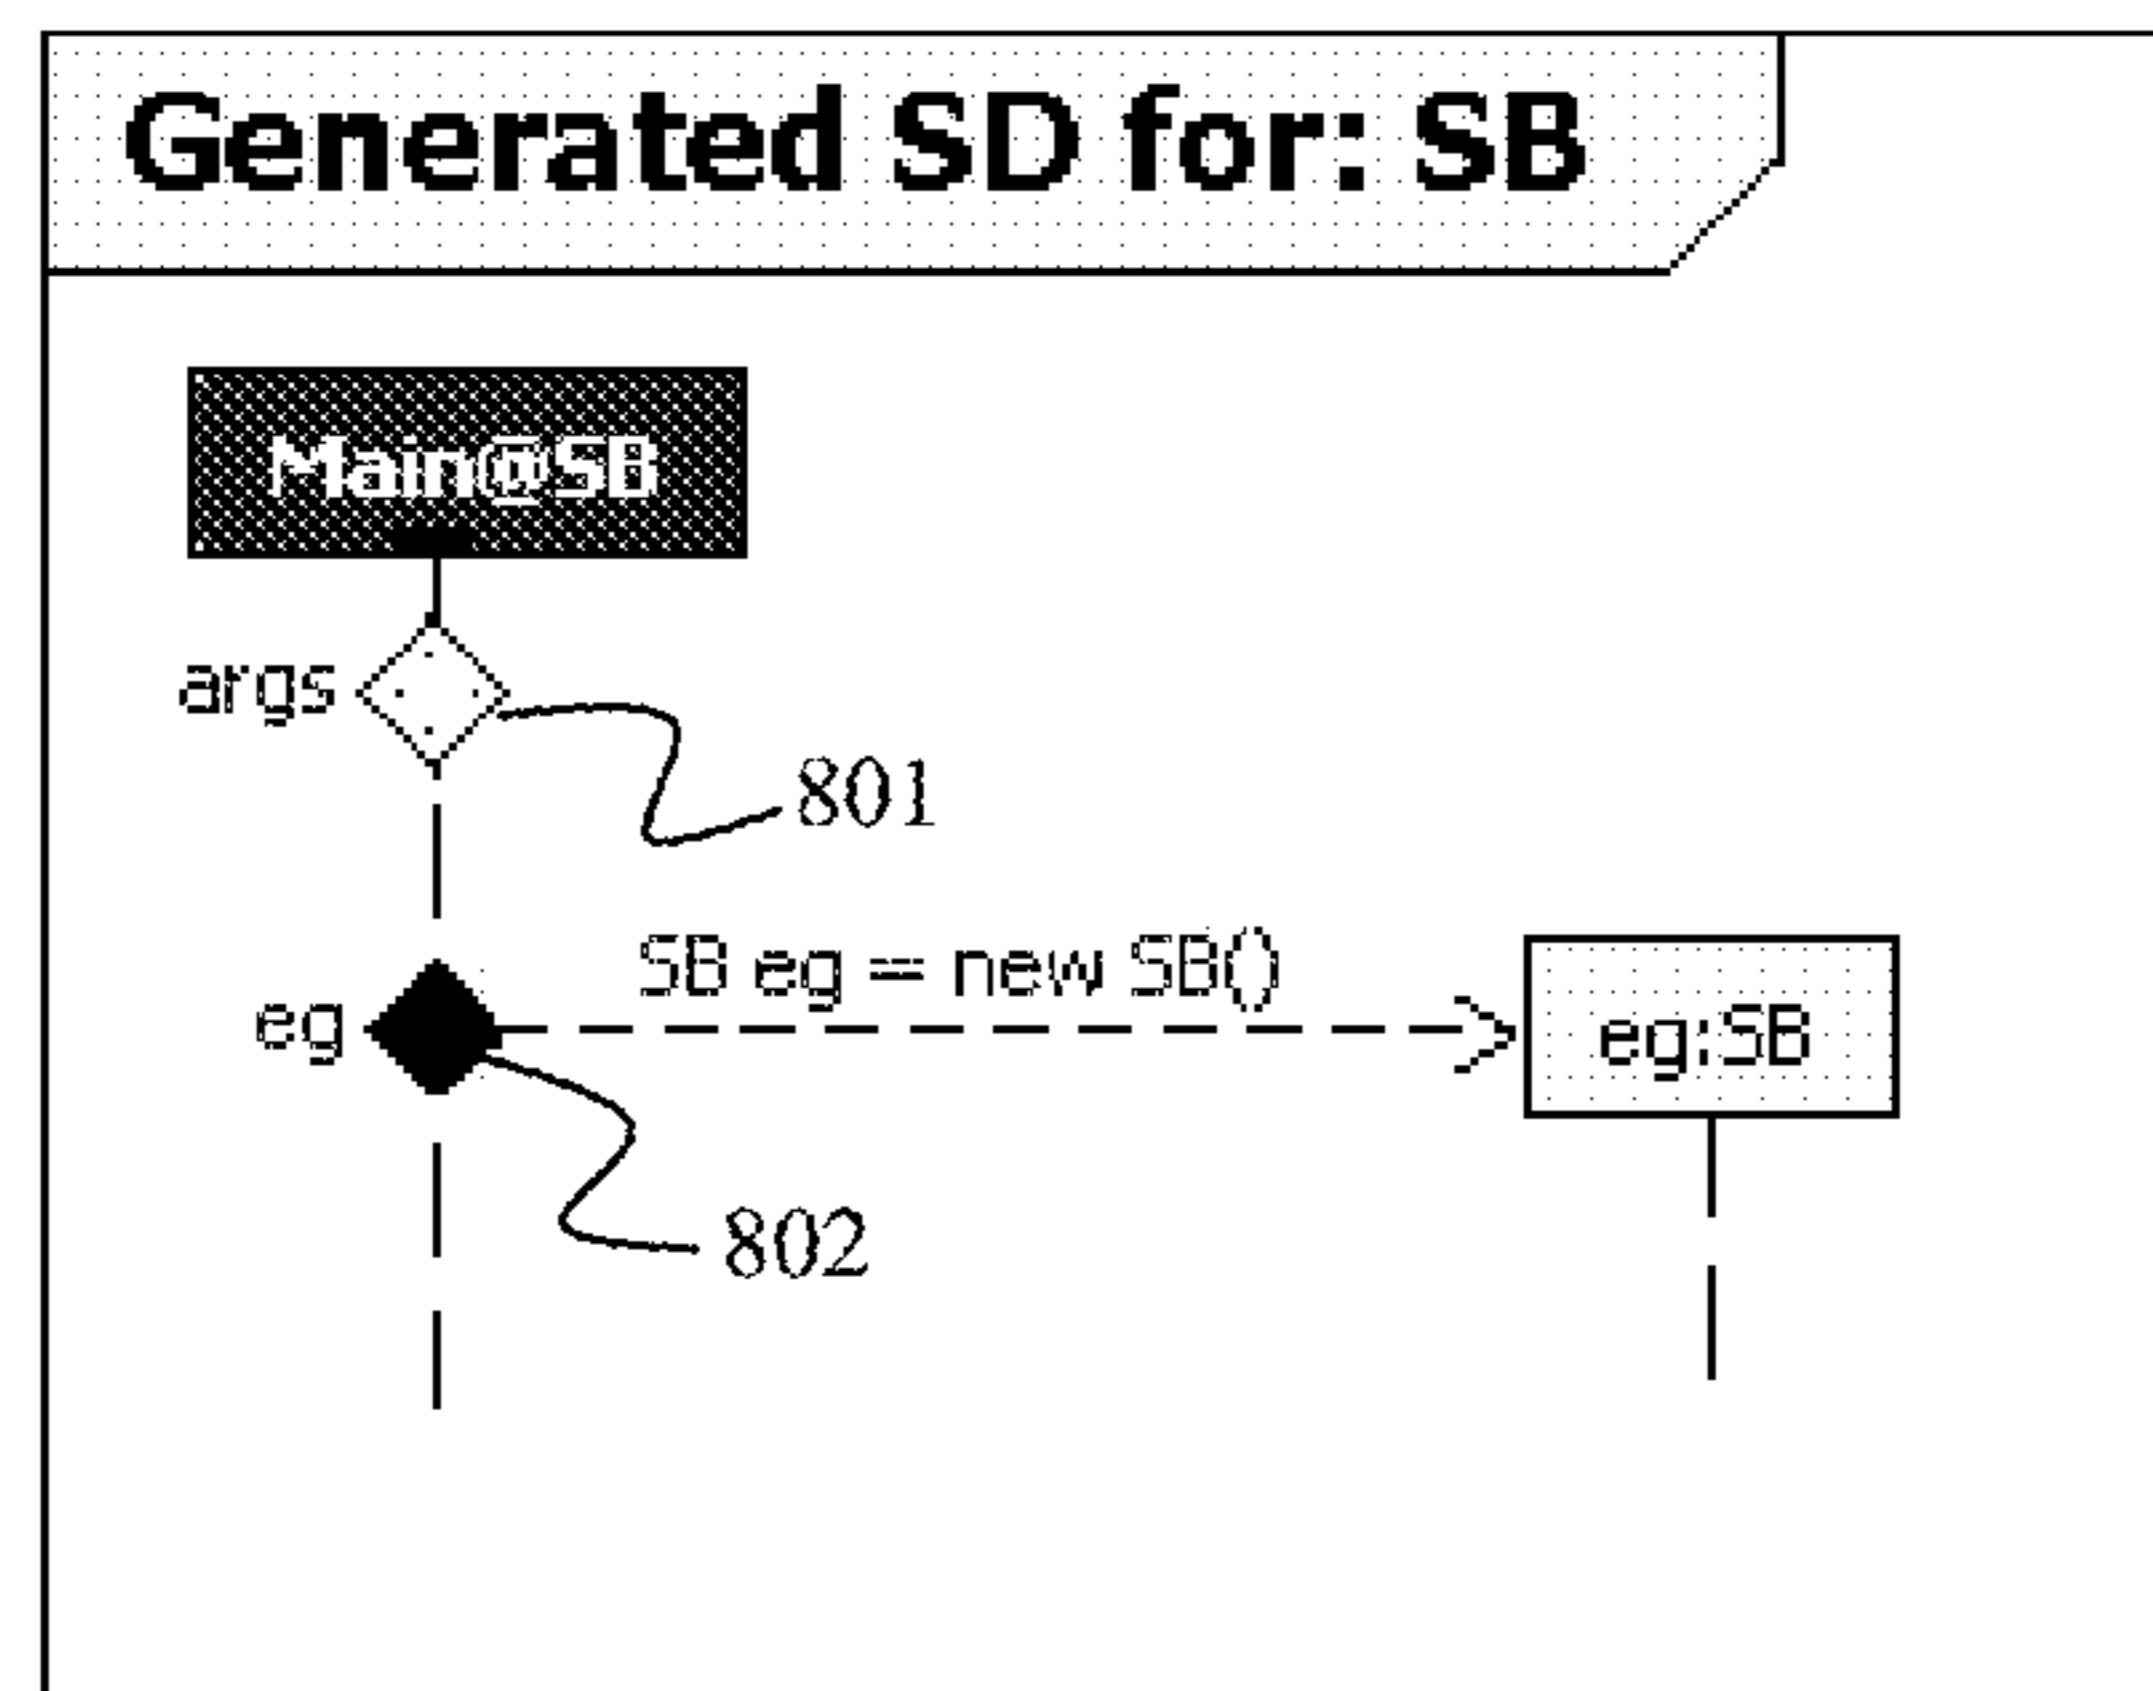 Generated SD for: SB
Main@SB
args
801
SB eg = new SB()
eg
eg:SB
802